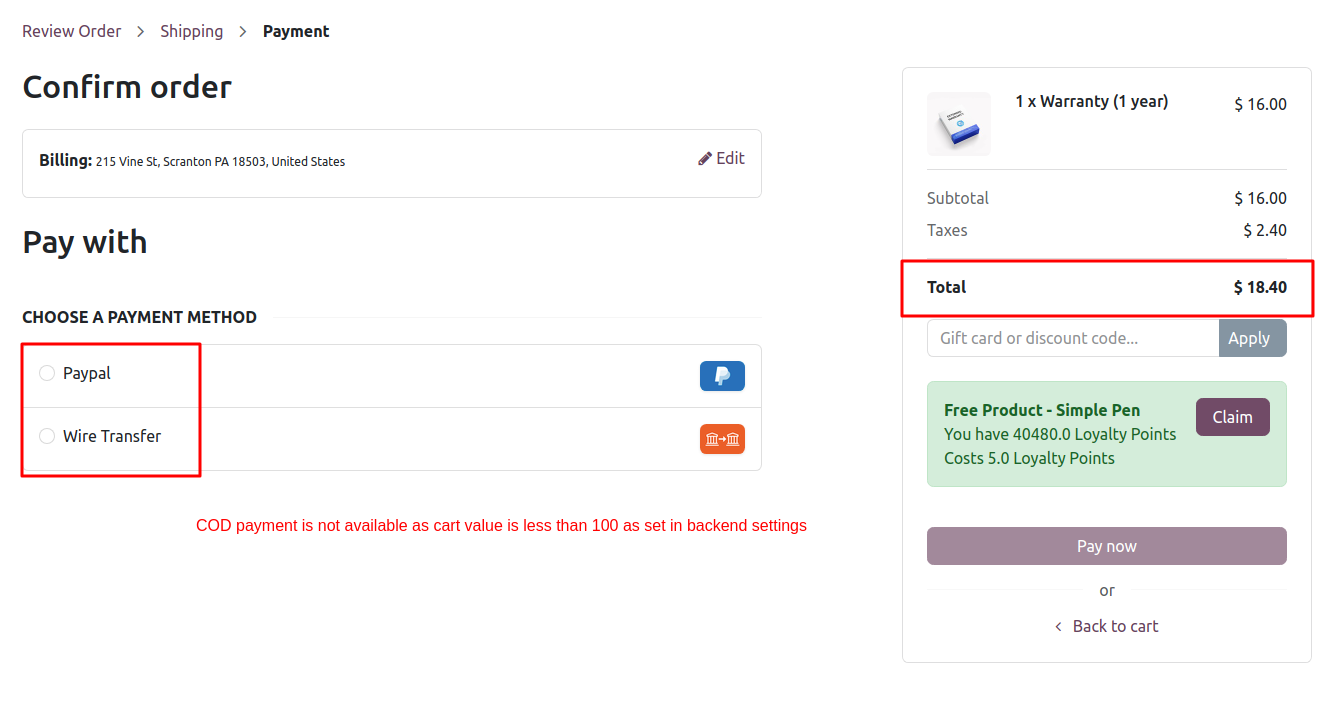 Review Order > Shipping > Payment
Confirm order
Billing: 215 Vine St, Scranton PA 18503, United States
Edit
Pay with
CHOOSE A PAYMENT METHOD
Paypal
Wire Transfer
COD payment is not available as cart value is less than 100 as set in backend settings
1 x Warranty (1 year) $ 16.00
Subtotal $ 16.00
Taxes $ 2.40
Total $ 18.40
Gift card or discount code... Apply
Free Product - Simple Pen
You have 40480.0 Loyalty Points
Costs 5.0 Loyalty Points
Claim
Pay now
or
< Back to cart